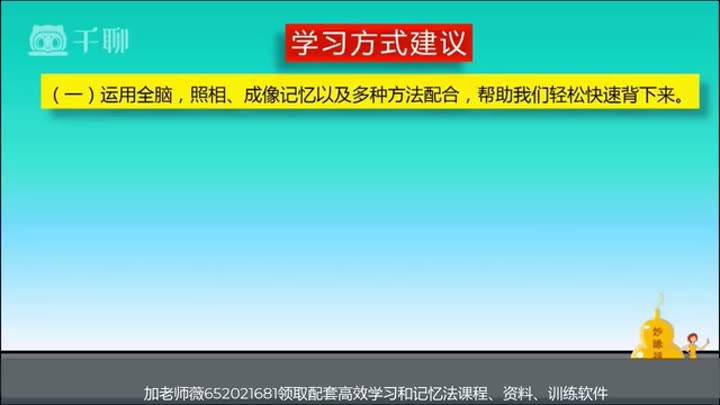 千聊
学习方式建议
（一）运用全脑，照相、成像记忆以及多种方法配合，帮助我们轻松快速背下来。
加老师薇652021681领取配套高效学习和记忆法课程、资料、训练软件